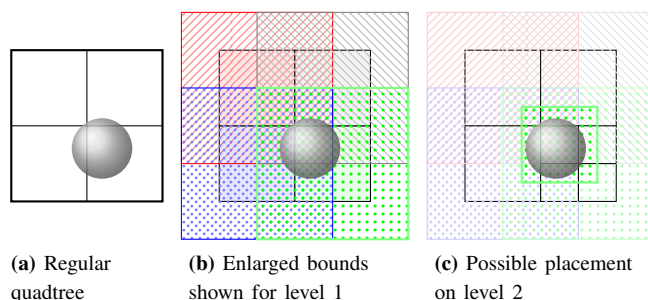 (a) Regular
quadtree
(b) Enlarged bounds
shown for level 1
(c) Possible placement
on level 2